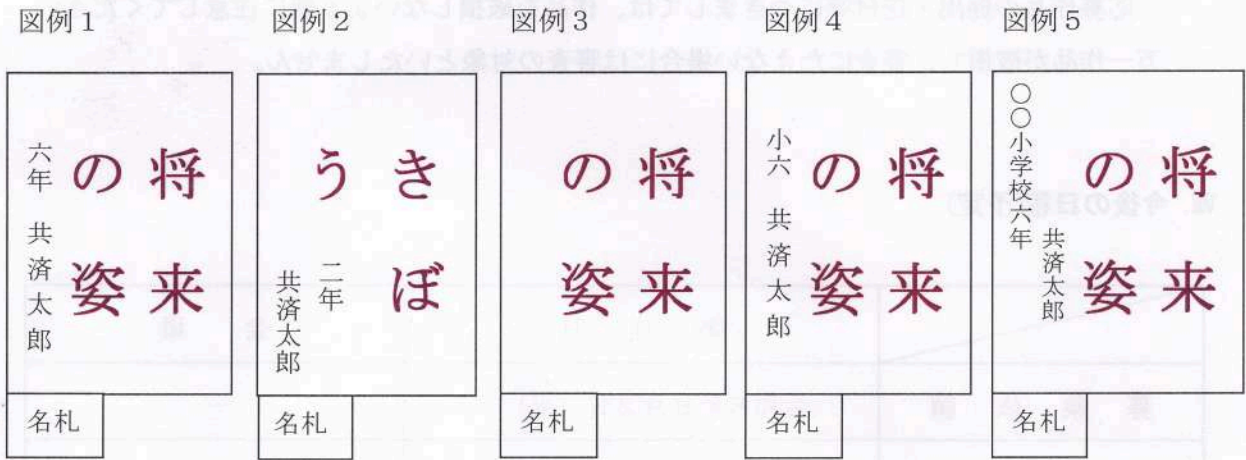 図例１
将来
の姿
六年　共済太郎
名札
図例２
きぼ
う
二年
共済太郎
名札
図例３
将来
の姿
名札
図例４
将来
の姿
小六　共済太郎
名札
図例５
将来
の姿
共済太郎
〇〇小学校六年
名札